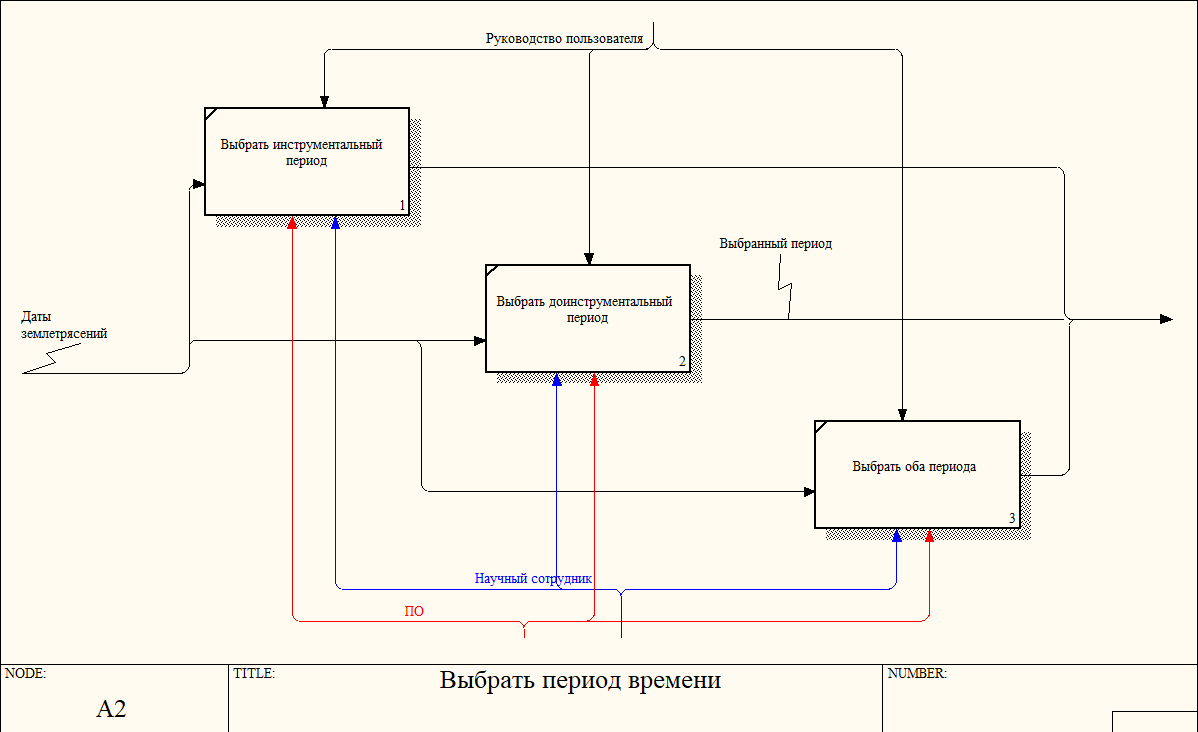 Руководство пользователя
Выбрать инструментальный
период
1
Выбранный период
Выбрать доинструментальный
период
2
Даты
землетрясений
Выбрать оба периода
3
Научный сотрудник
ПО
NODE:
A2
TITLE:
Выбрать период времени
NUMBER: